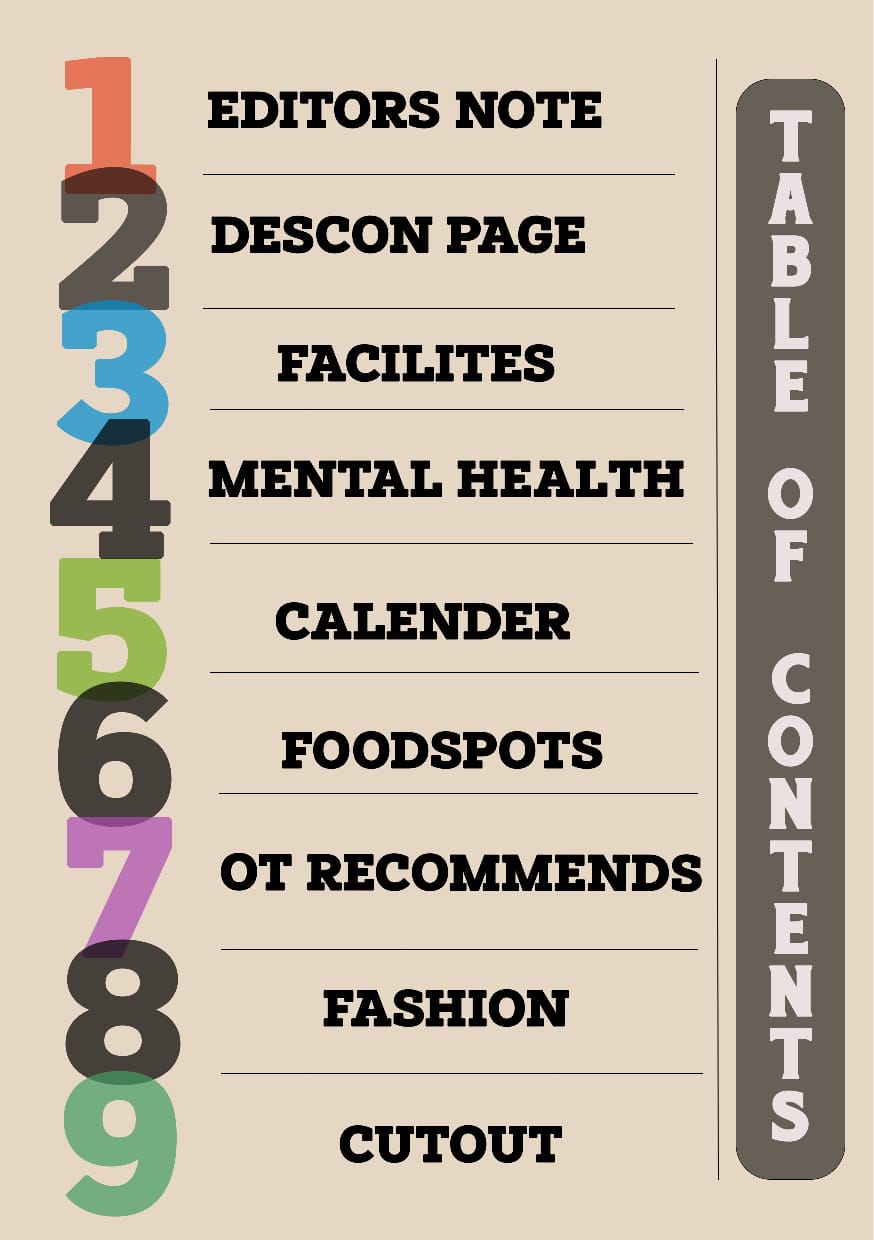 1 EDITORS NOTE
2 DESCON PAGE
3 FACILITES
4 MENTAL HEALTH
5 CALENDER
6 FOODSPOTS
7 OT RECOMMENDS
8 FASHION
9 CUTOUT
TABLE OF CONTENTS